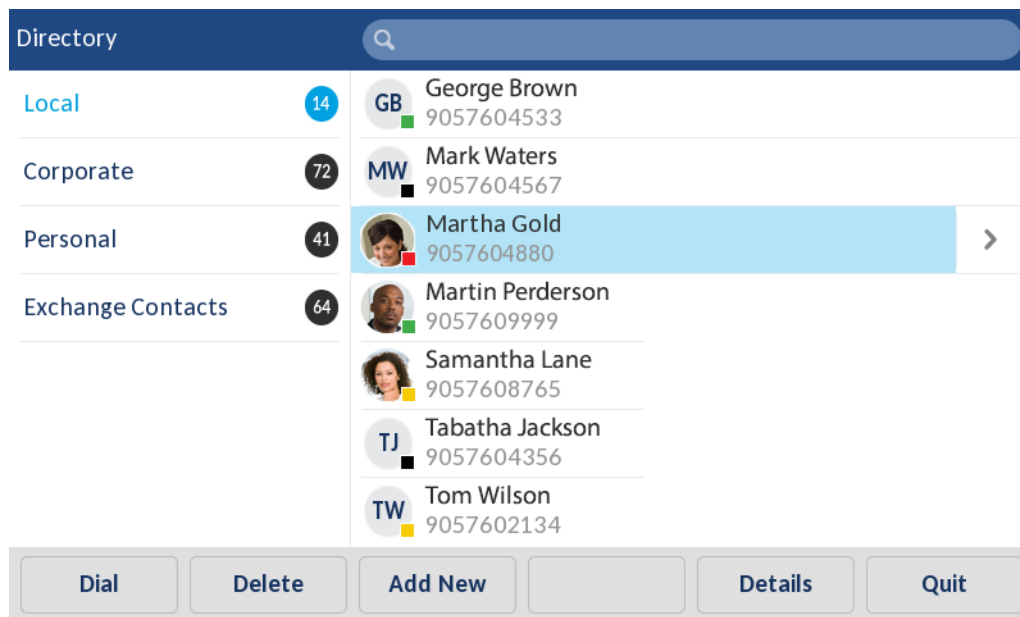 Directory
Local 14
Corporate 72
Personal 41
Exchange Contacts 64
GB George Brown
9057604533
MW Mark Waters
9057604567
Martha Gold
9057604880
Martin Perderson
9057609999
Samantha Lane
9057608765
TJ Tabatha Jackson
9057604356
TW Tom Wilson
9057602134
Dial Delete Add New Details Quit